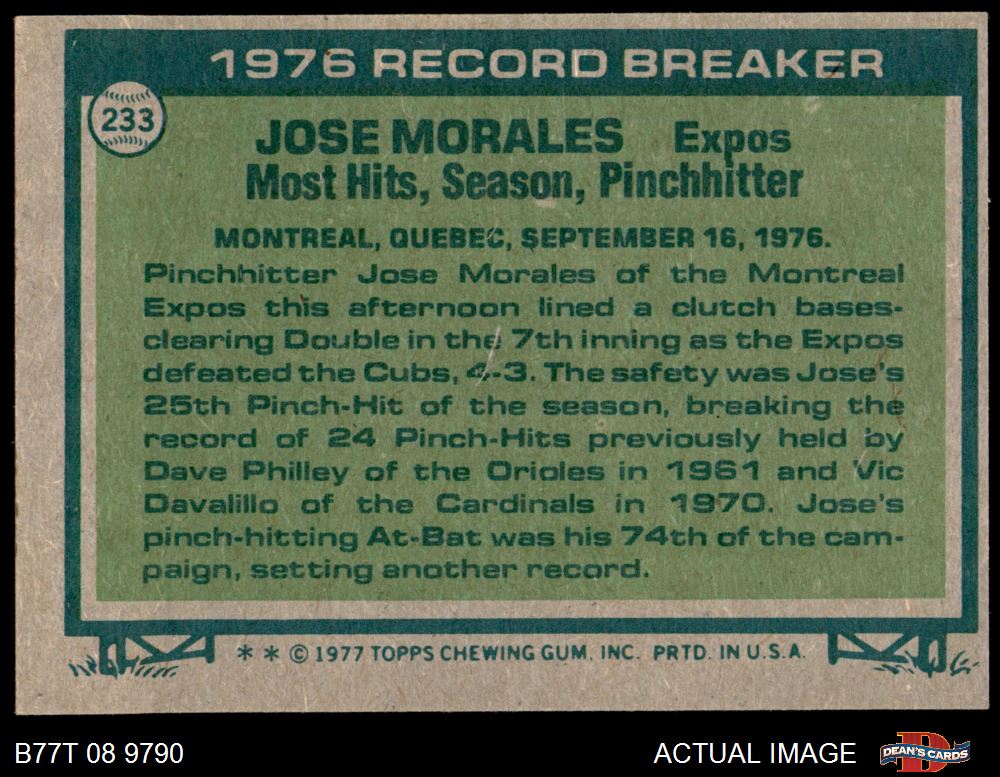 1976 RECORD BREAKER
233
JOSE MORALES Expos
Most Hits, Season, Pinchhitter
MONTREAL, QUEBEC, SEPTEMBER 16, 1976.
Pinchhitter Jose Morales of the Montreal
Expos this afternoon lined a clutch bases-
clearing Double in the 7th inning as the Expos
defeated the Cubs, 4-3. The safety was Jose's
25th Pinch-Hit of the season, breaking the
record of 24 Pinch-Hits previously held by
Dave Philley of the Orioles in 1961 and Vic
Davalillo of the Cardinals in 1970. Jose's
pinch-hitting At-Bat was his 74th of the cam-
paign, setting another record.
* * © 1977 TOPPS CHEWING GUM, INC. PRTD. IN U.S.A.
B77T 08 9790 ACTUAL IMAGE DEAN'S CARDS